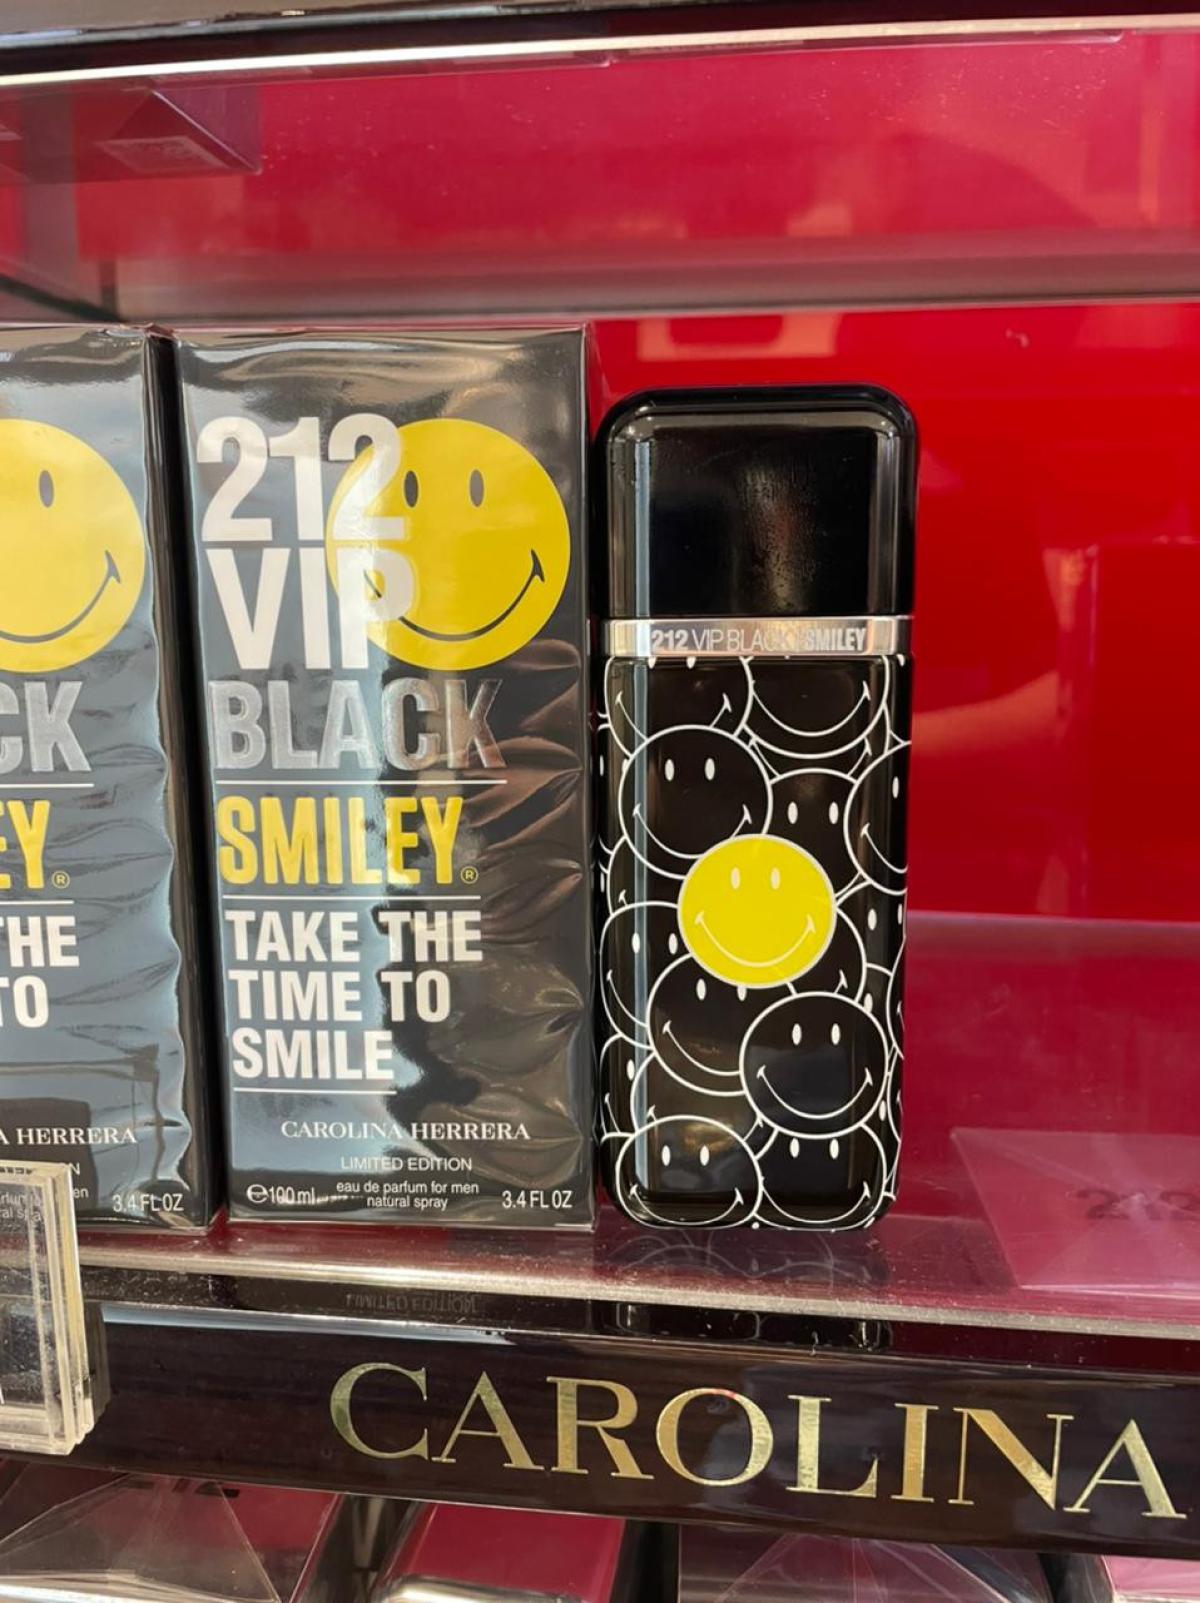 212
VIP
BLACK
SMILEY®
TAKE THE
TIME TO
SMILE
CAROLINA HERRERA
LIMITED EDITION
℮100 ml
eau de parfum for men
natural spray
3.4 FL OZ
CK
EY®
THE
TO
A HERRERA
3.4 FL OZ
212 VIP BLACK SMILEY
CAROLINA